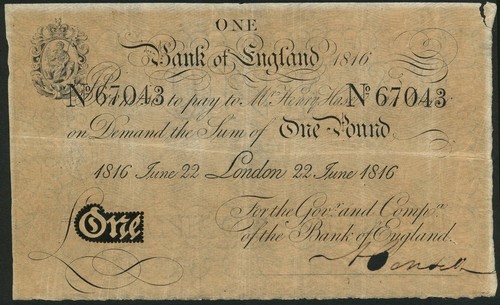 ONE
Bank of England 1816
No 67043 to pay to Mr. Henry Hase No 67043
on Demand the Sum of One Pound
1816 June 22 London 22 June 1816
For the Govr. and Compa.
of the Bank of England.
£ One